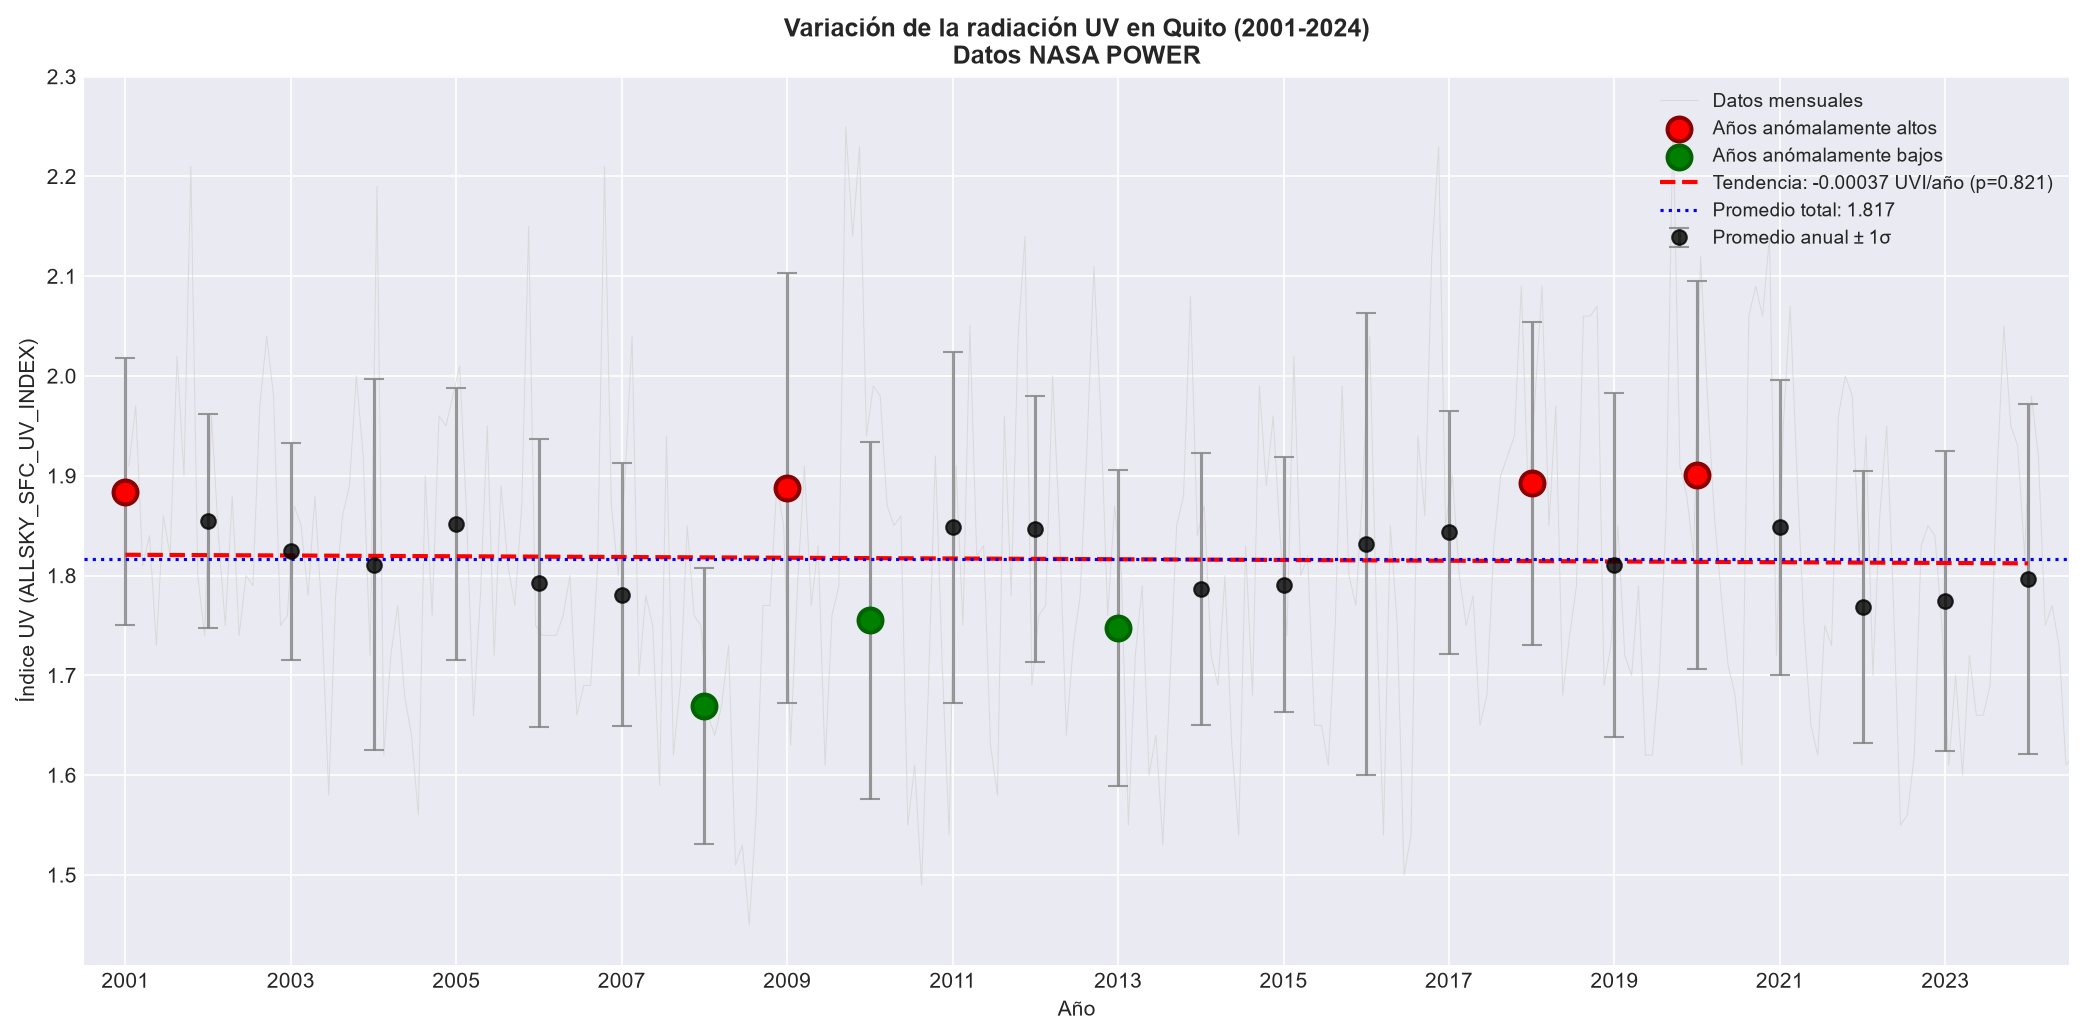 Variación de la radiación UV en Quito (2001-2024)
Datos NASA POWER
2.3
2.2
2.1
2.0
1.9
1.8
1.7
1.6
1.5
Índice UV (ALLSKY_SFC_UV_INDEX)
Datos mensuales
Años anómalamente altos
Años anómalamente bajos
Tendencia: -0.00037 UVI/año (p=0.821)
Promedio total: 1.817
Promedio anual ± 1σ
2001 2003 2005 2007 2009 2011 2013 2015 2017 2019 2021 2023
Año